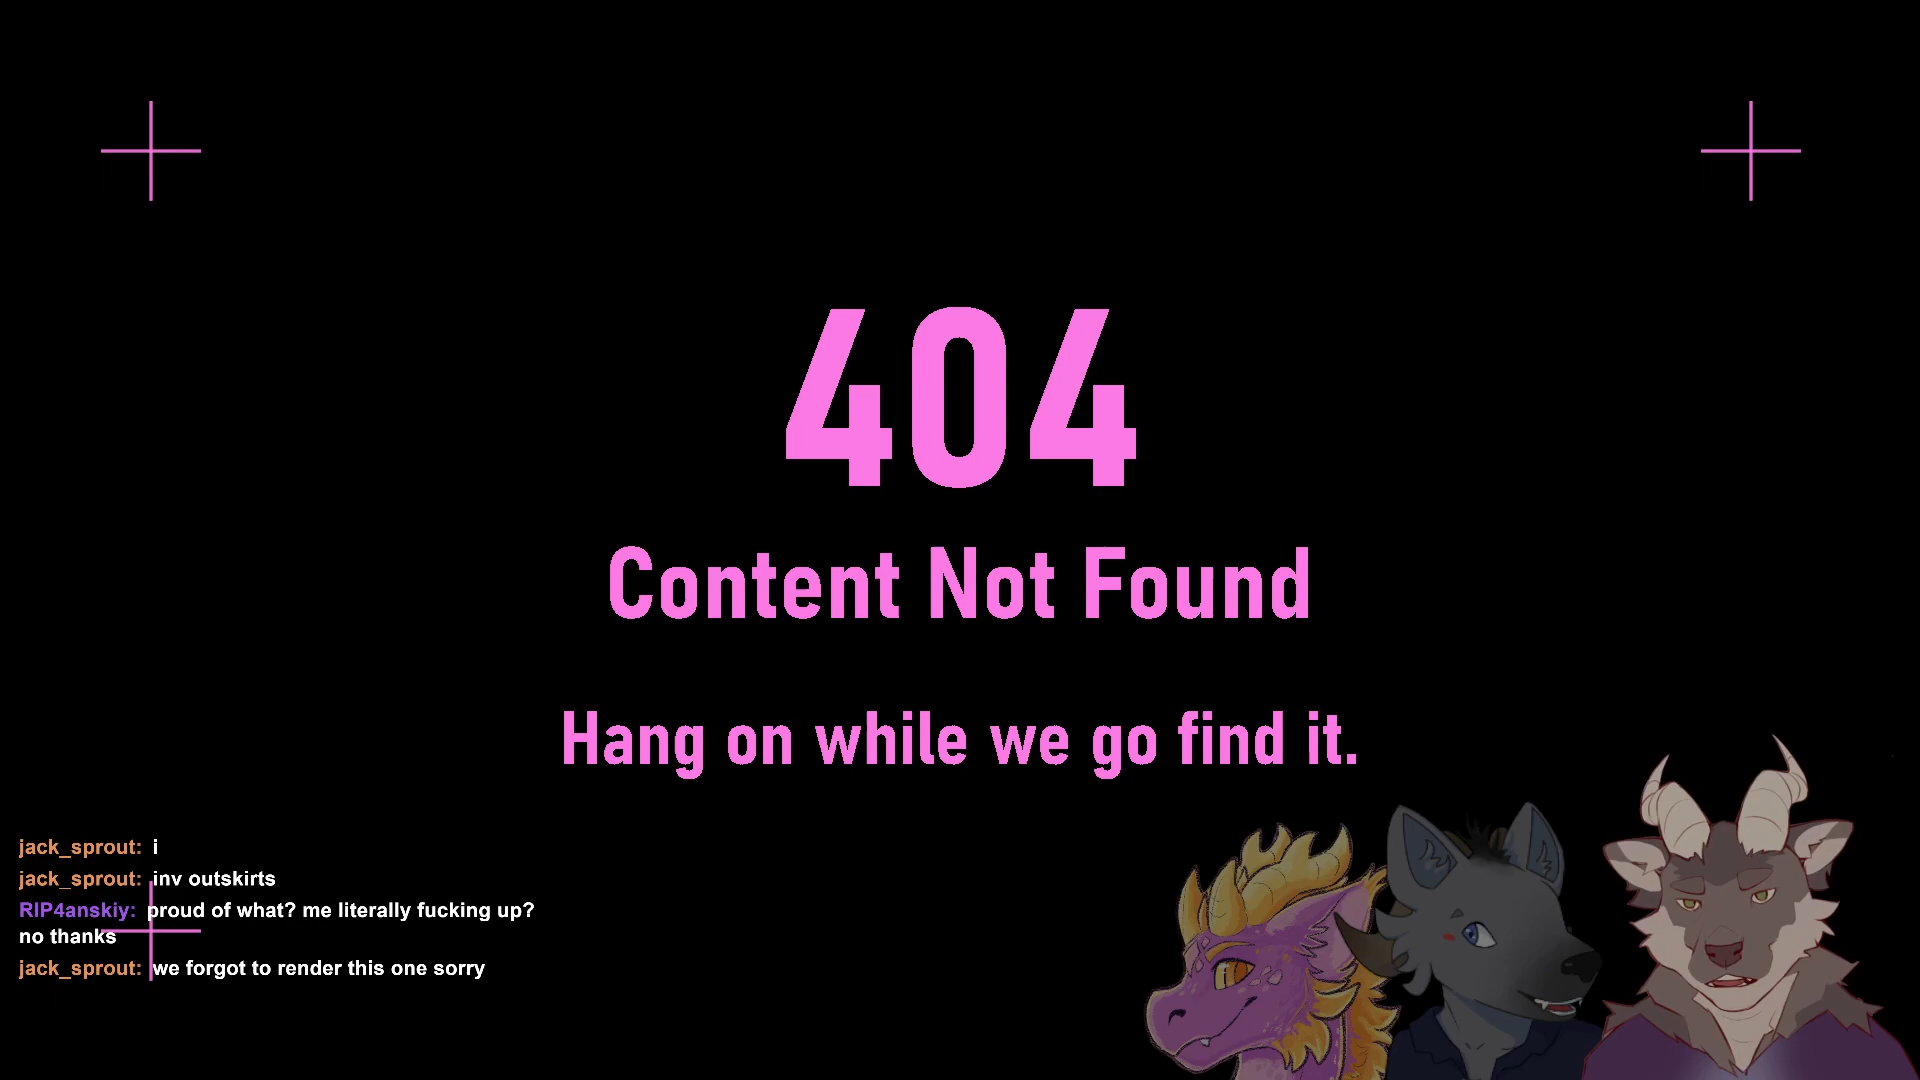 404
Content Not Found
Hang on while we go find it.
jack_sprout: i
jack_sprout: inv outskirts
RIP4anskiy: proud of what? me literally fucking up?
no thanks
jack_sprout: we forgot to render this one sorry